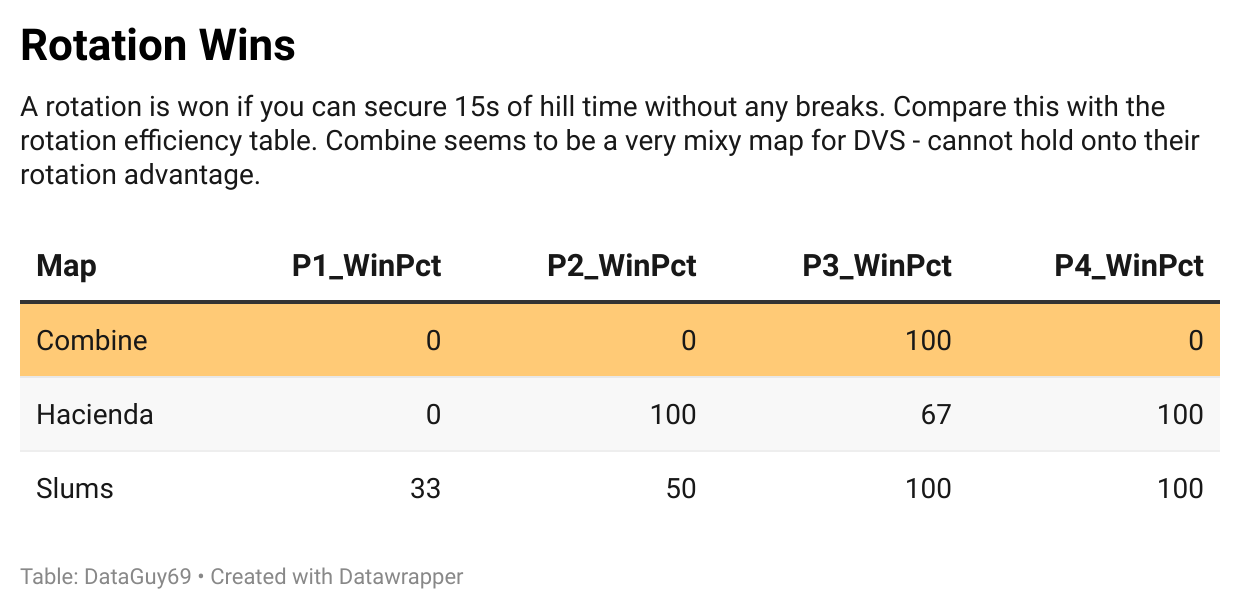 Rotation Wins
A rotation is won if you can secure 15s of hill time without any breaks. Compare this with the
rotation efficiency table. Combine seems to be a very mixy map for DVS - cannot hold onto their
rotation advantage.
Map P1_WinPct P2_WinPct P3_WinPct P4_WinPct
Combine 0 0 100 0
Hacienda 0 100 67 100
Slums 33 50 100 100
Table: DataGuy69 • Created with Datawrapper